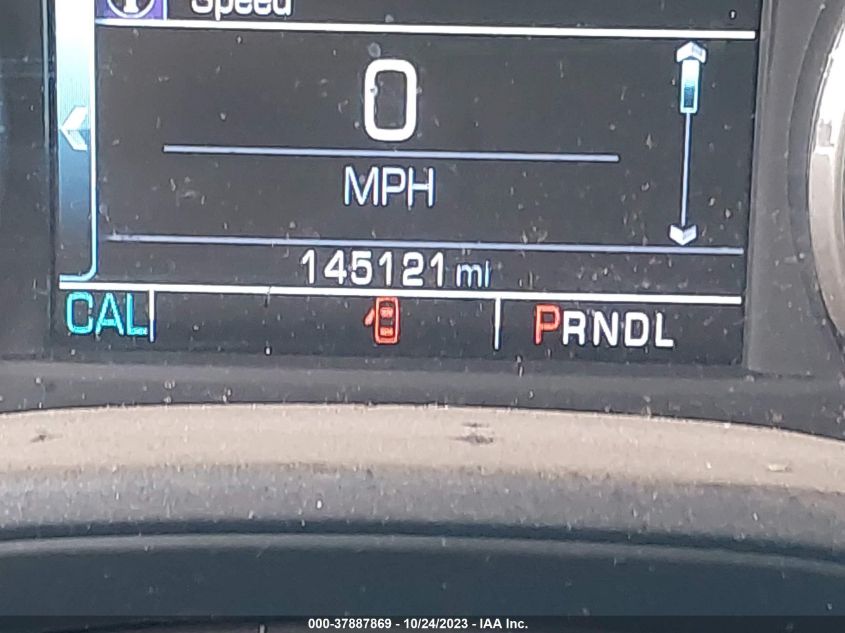 Speed
0
MPH
145121 mi
CAL
PRNDL
000-37887869 - 10/24/2023 - IAA Inc.